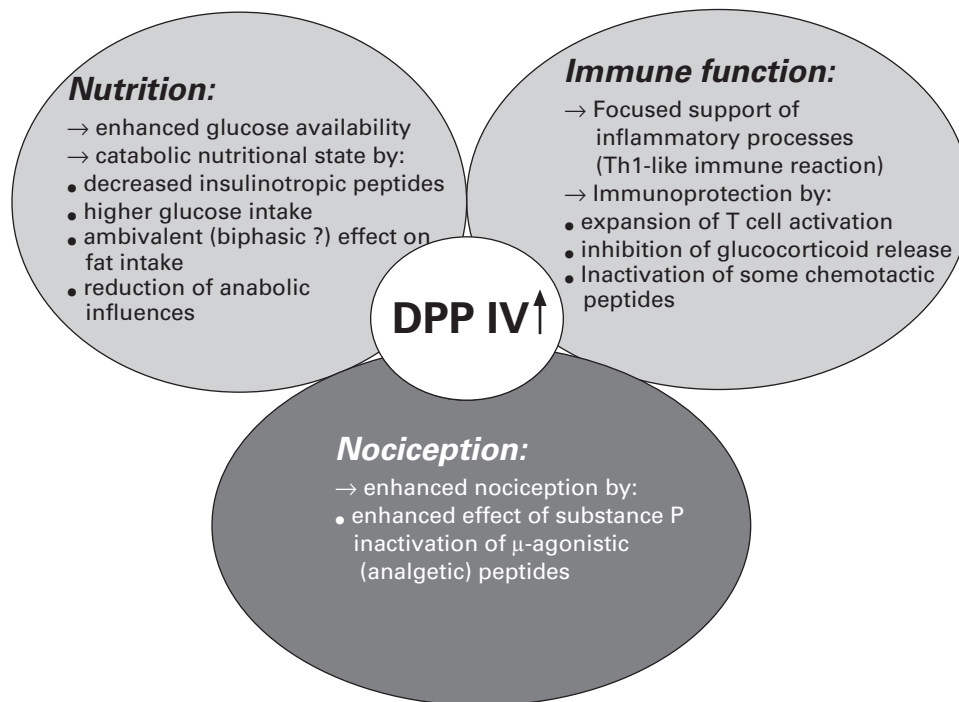 Nutrition:
→ enhanced glucose availability
→ catabolic nutritional state by:
• decreased insulinotropic peptides
• higher glucose intake
• ambivalent (biphasic ?) effect on
fat intake
• reduction of anabolic
influences
Immune function:
→ Focused support of
inflammatory processes
(Th1-like immune reaction)
→ Immunoprotection by:
• expansion of T cell activation
• inhibition of glucocorticoid release
• Inactivation of some chemotactic
peptides
DPP IV↑
Nociception:
→ enhanced nociception by:
• enhanced effect of substance P
inactivation of μ-agonistic
(analgetic) peptides